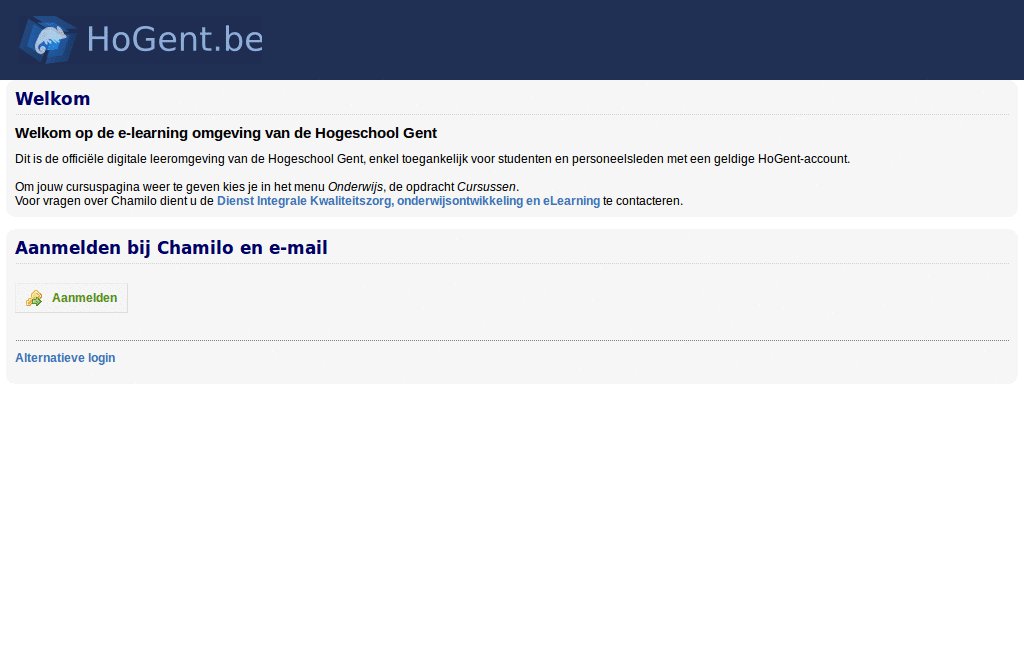 HoGent.be
Welkom
Welkom op de e-learning omgeving van de Hogeschool Gent
Dit is de officiële digitale leeromgeving van de Hogeschool Gent, enkel toegankelijk voor studenten en personeelsleden met een geldige HoGent-account.
Om jouw cursuspagina weer te geven kies je in het menu Onderwijs, de opdracht Cursussen.
Voor vragen over Chamilo dient u de Dienst Integrale Kwaliteitszorg, onderwijsontwikkeling en eLearning te contacteren.
Aanmelden bij Chamilo en e-mail
Aanmelden
Alternatieve login